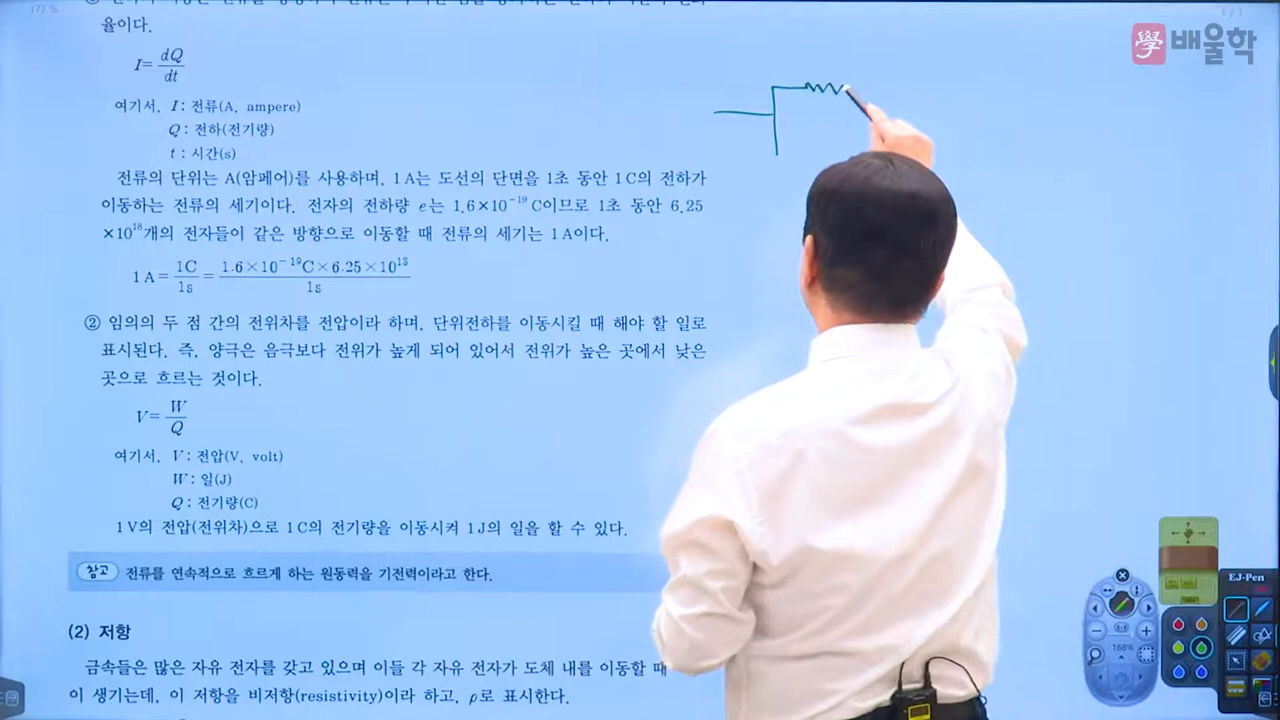 172 %
1 / 1
學 배울학
율이다.
I= dQ/dt
여기서, I : 전류(A, ampere)
Q : 전하(전기량)
t : 시간(s)
전류의 단위는 A(암페어)를 사용하며, 1 A는 도선의 단면을 1초 동안 1 C의 전하가
이동하는 전류의 세기이다. 전자의 전하량 e는 1.6×10⁻¹⁹ C이므로 1초 동안 6.25
×10¹⁸개의 전자들이 같은 방향으로 이동할 때 전류의 세기는 1 A이다.
1 A = 1C/1s = 1.6×10⁻¹⁹C×6.25×10¹⁸/1s
② 임의의 두 점 간의 전위차를 전압이라 하며, 단위전하를 이동시킬 때 해야 할 일로
표시된다. 즉, 양극은 음극보다 전위가 높게 되어 있어서 전위가 높은 곳에서 낮은
곳으로 흐르는 것이다.
V= W/Q
여기서, V : 전압(V, volt)
W : 일(J)
Q : 전기량(C)
1 V의 전압(전위차)으로 1 C의 전기량을 이동시켜 1 J의 일을 할 수 있다.
참고 전류를 연속적으로 흐르게 하는 원동력을 기전력이라고 한다.
(2) 저항
금속들은 많은 자유 전자를 갖고 있으며 이들 각 자유 전자가 도체 내를 이동할 때
이 생기는데, 이 저항을 비저항(resistivity)이라 하고, ρ로 표시한다.
EJ-Pen
168%
VIEW